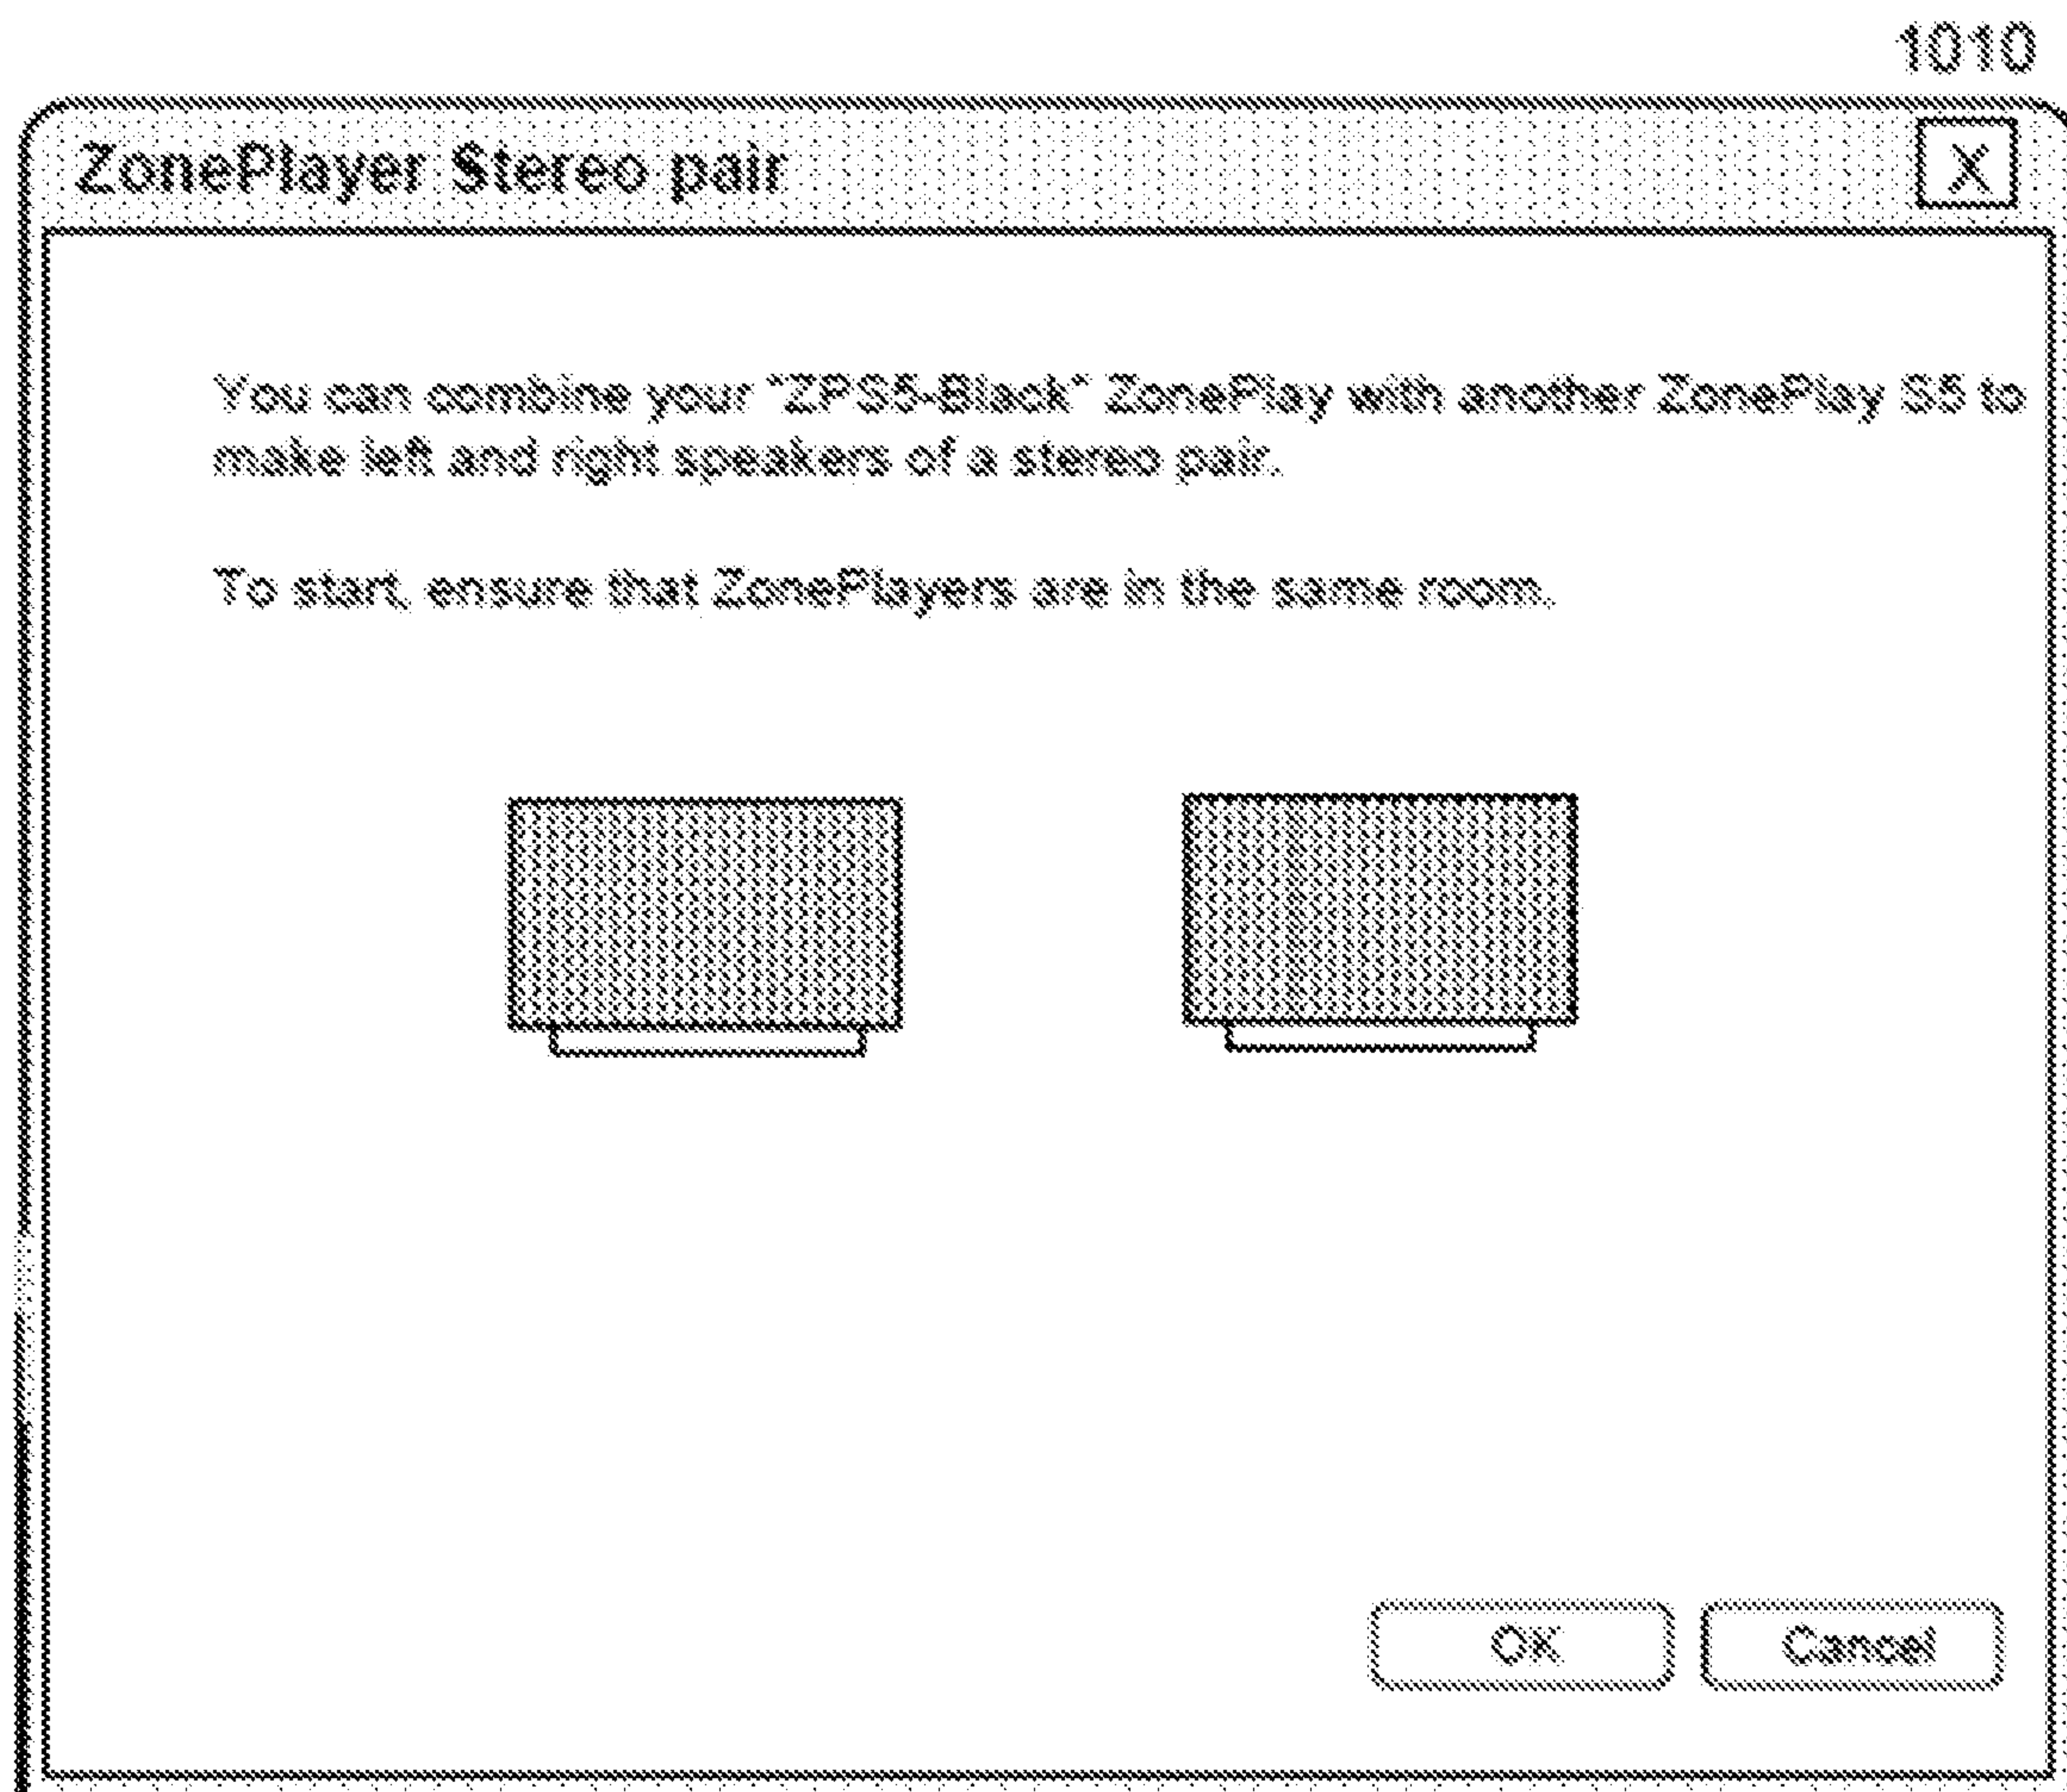 1010
ZonePlayer Stereo pair
X
You can combine your "ZPS5-Black" ZonePlay with another ZonePlay S5 to
make left and right speakers of a stereo pair.
To start, ensure that ZonePlayers are in the same room.
OK
Cancel